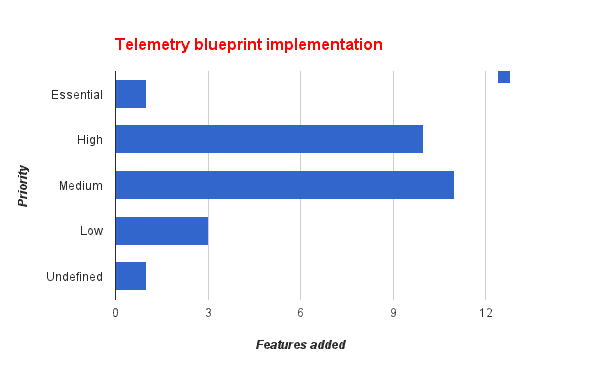 Telemetry blueprint implementation
Essential
High
Medium
Low
Undefined
Priority
0 3 6 9 12
Features added